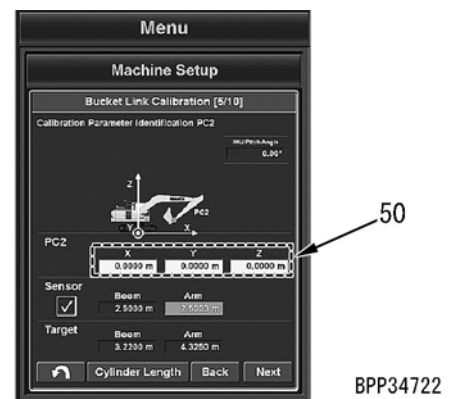 Menu
Machine Setup
Bucket Link Calibration [5/10]
Calibration Parameter Identification PC2
IMU Pitch Angle
0.00°
Z
PC2
Y X
PC2
X Y Z
0.0000 m 0.0000 m 0.0000 m
50
Sensor
Boom Arm
2.5000 m 2.5000 m
Target
Boom Arm
3.2200 m 4.3250 m
Cylinder Length Back Next
BPP34722